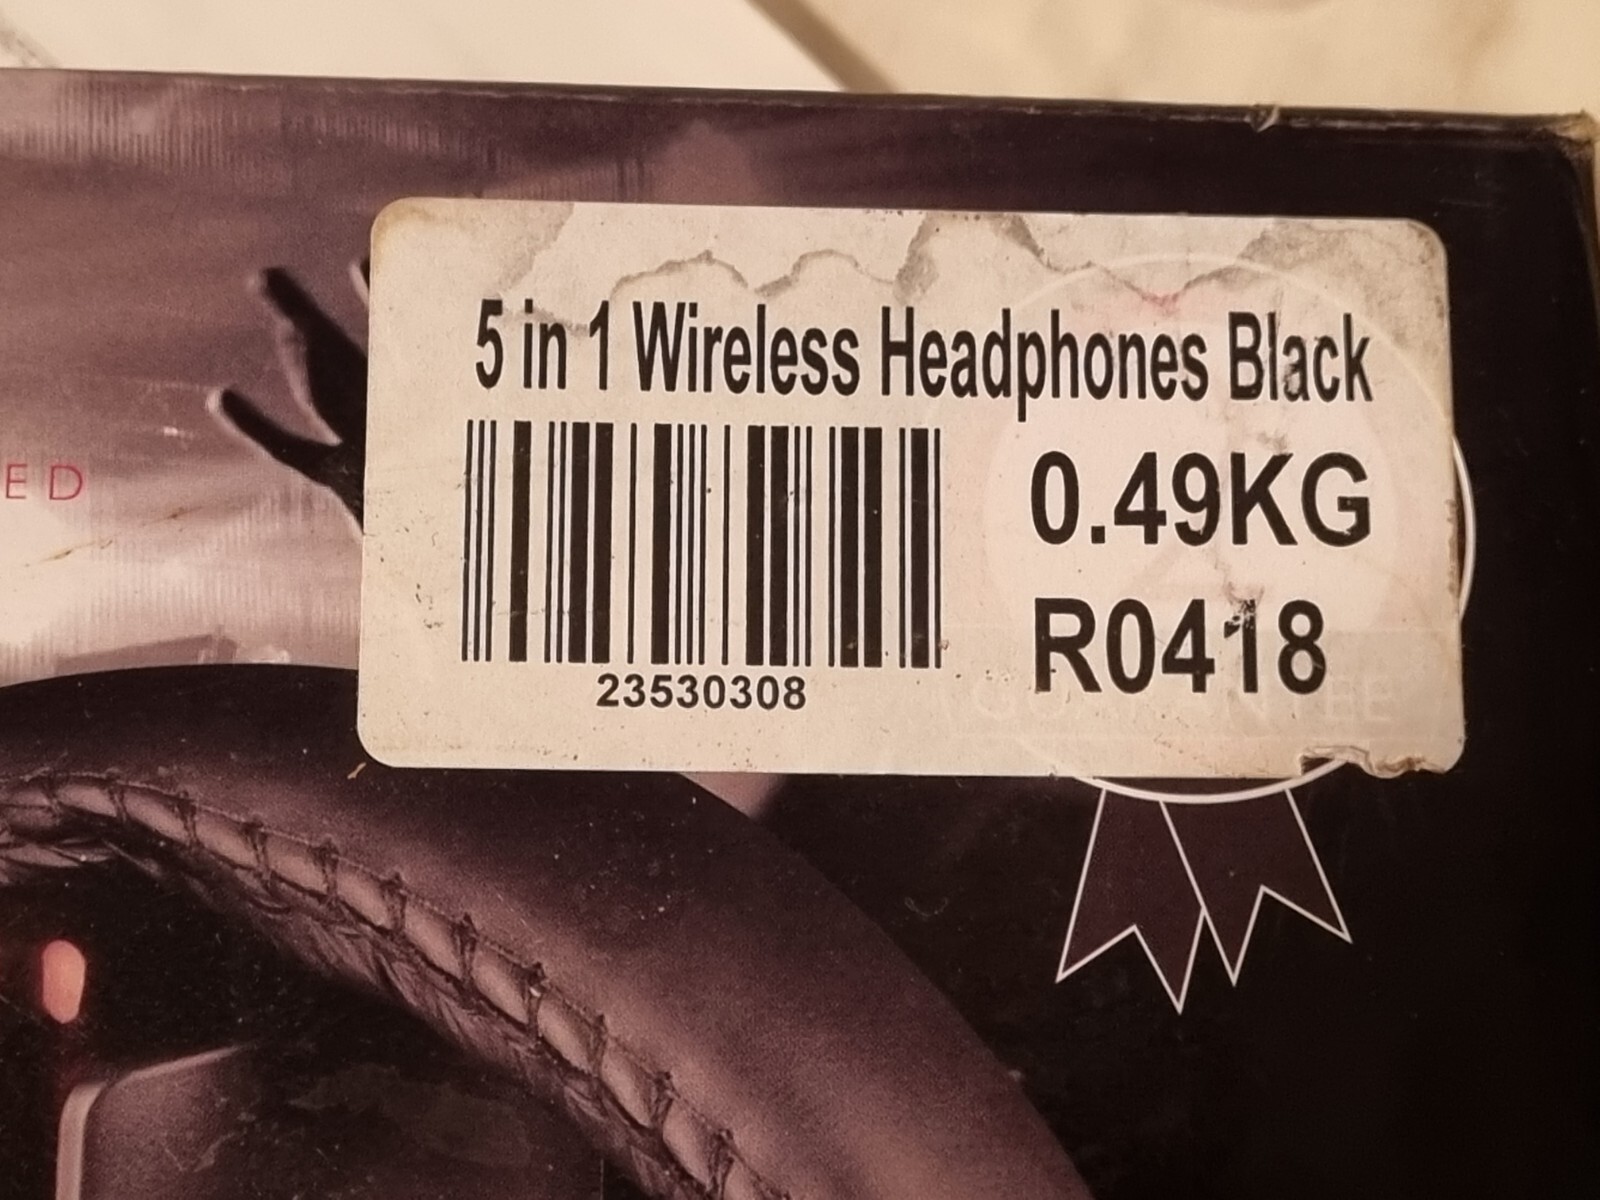 5 in 1 Wireless Headphones Black
0.49KG
R0418
23530308
ED